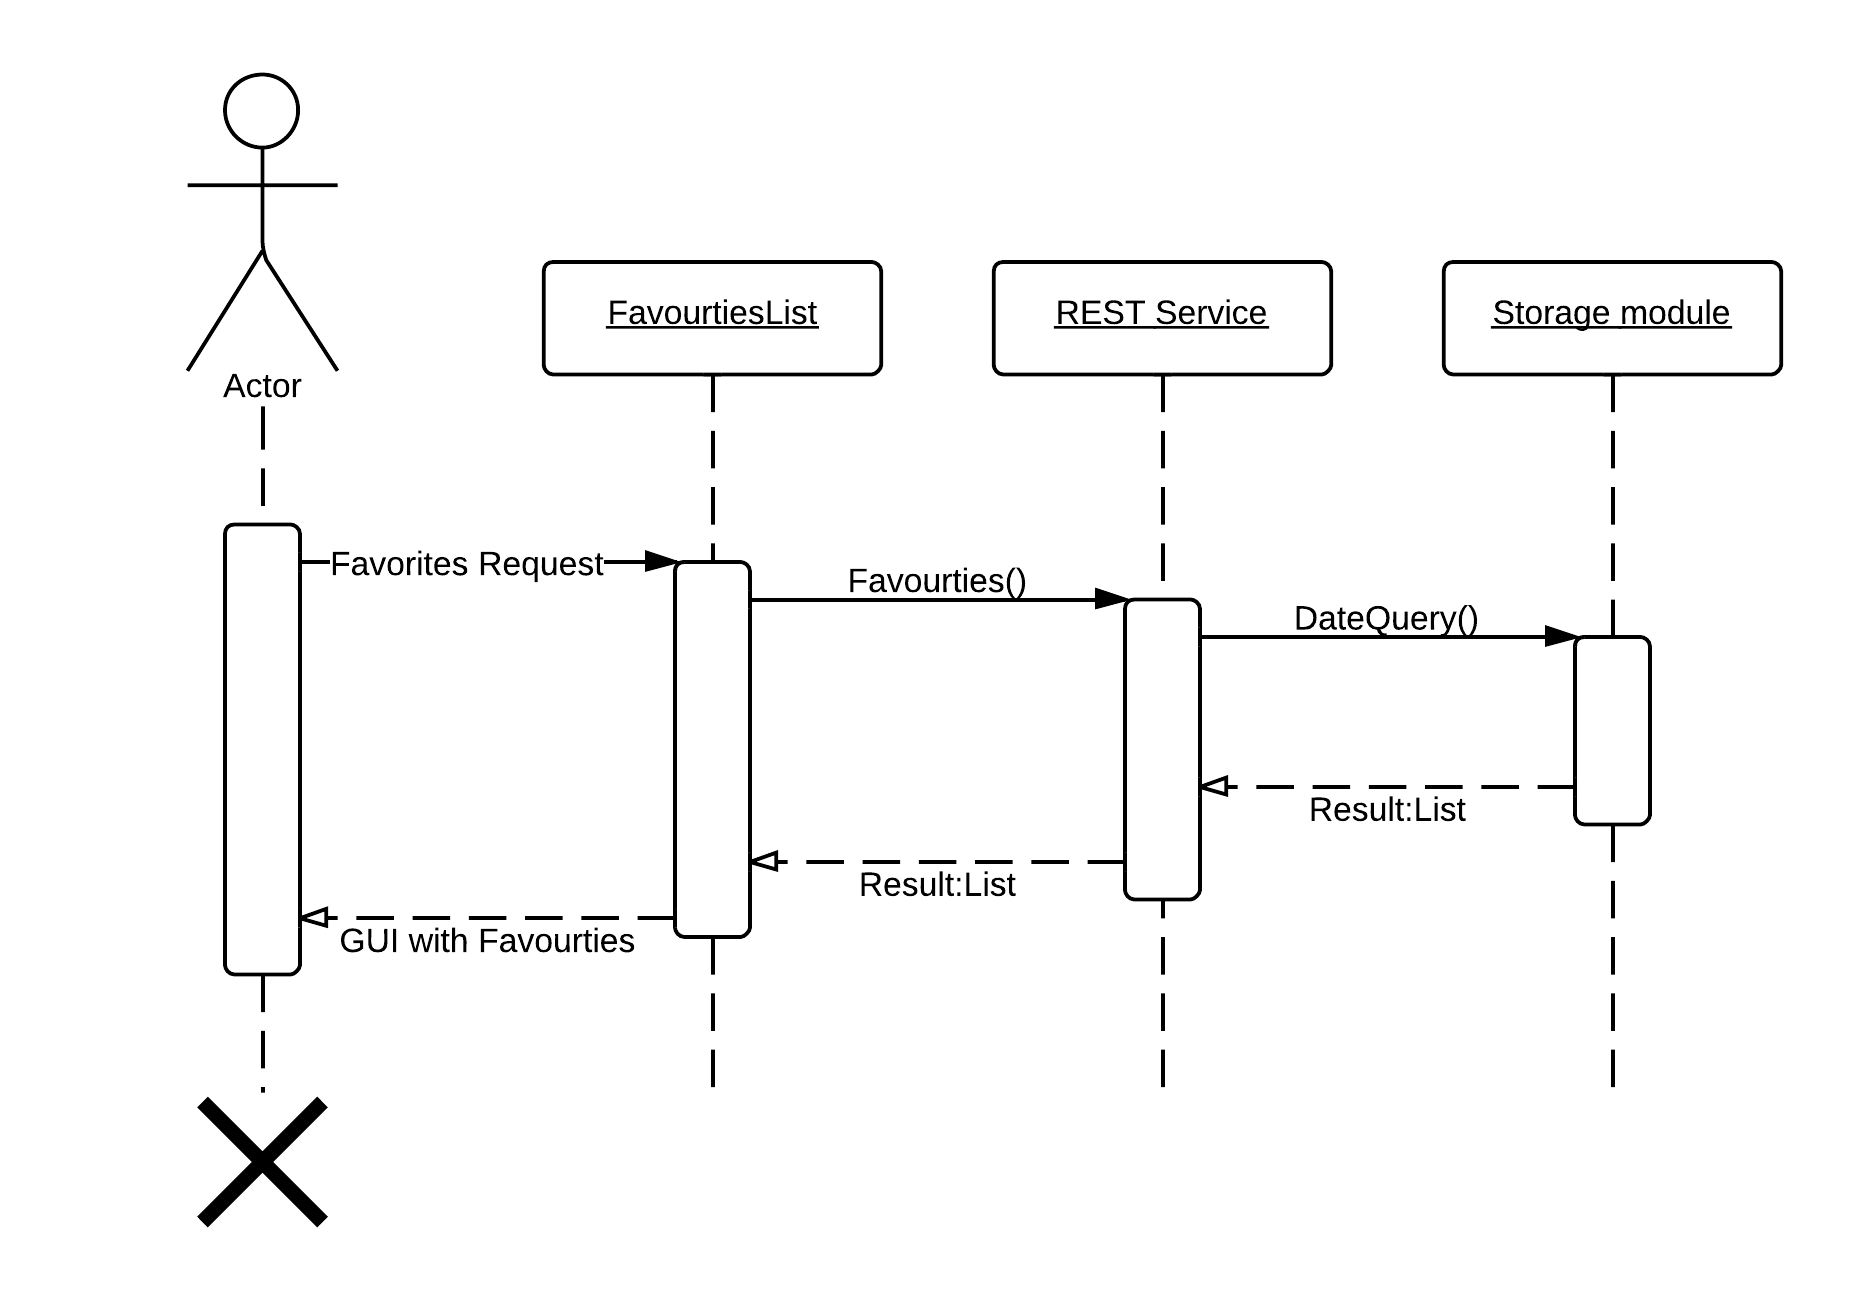 FavourtiesList
REST Service
Storage module
Actor
Favorites Request
Favourties()
DateQuery()
Result:List
Result:List
GUI with Favourties